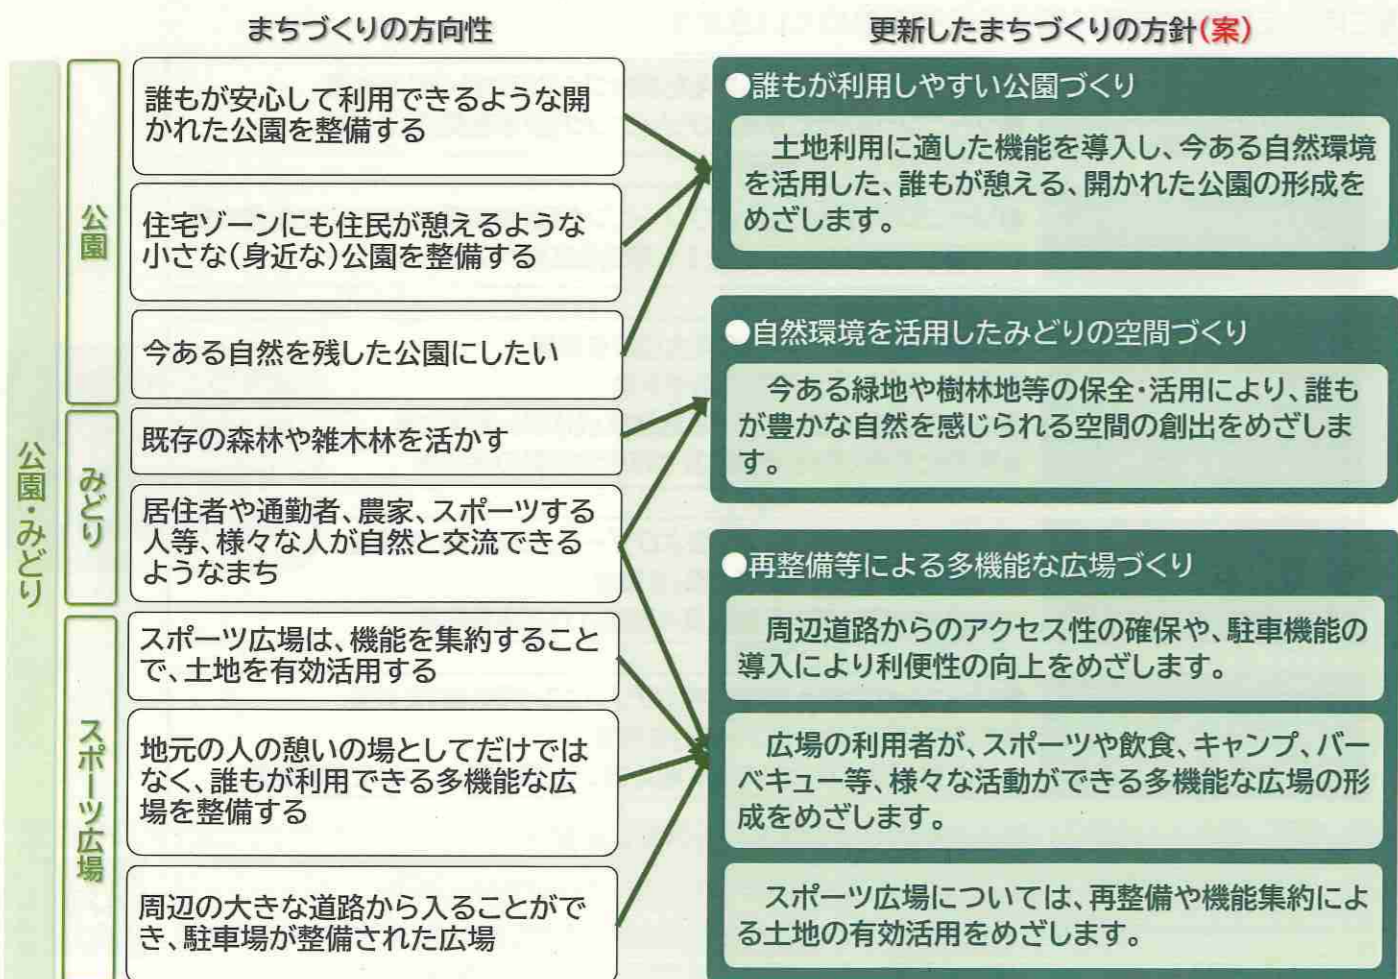 まちづくりの方向性
更新したまちづくりの方針(案)
公園・みどり
公園
誰もが安心して利用できるような開
かれた公園を整備する
住宅ゾーンにも住民が憩えるような
小さな(身近な)公園を整備する
今ある自然を残した公園にしたい
みどり
既存の森林や雑木林を活かす
居住者や通勤者、農家、スポーツする
人等、様々な人が自然と交流できる
ようなまち
スポーツ広場
スポーツ広場は、機能を集約すること
で、土地を有効活用する
地元の人の憩いの場としてだけでは
なく、誰もが利用できる多機能な広
場を整備する
周辺の大きな道路から入ることがで
き、駐車場が整備された広場
●誰もが利用しやすい公園づくり
土地利用に適した機能を導入し、今ある自然環境
を活用した、誰もが憩える、開かれた公園の形成を
めざします。
●自然環境を活用したみどりの空間づくり
今ある緑地や樹林地等の保全・活用により、誰も
が豊かな自然を感じられる空間の創出をめざしま
す。
●再整備等による多機能な広場づくり
周辺道路からのアクセス性の確保や、駐車機能の
導入により利便性の向上をめざします。
広場の利用者が、スポーツや飲食、キャンプ、バー
ベキュー等、様々な活動ができる多機能な広場の形
成をめざします。
スポーツ広場については、再整備や機能集約によ
る土地の有効活用をめざします。